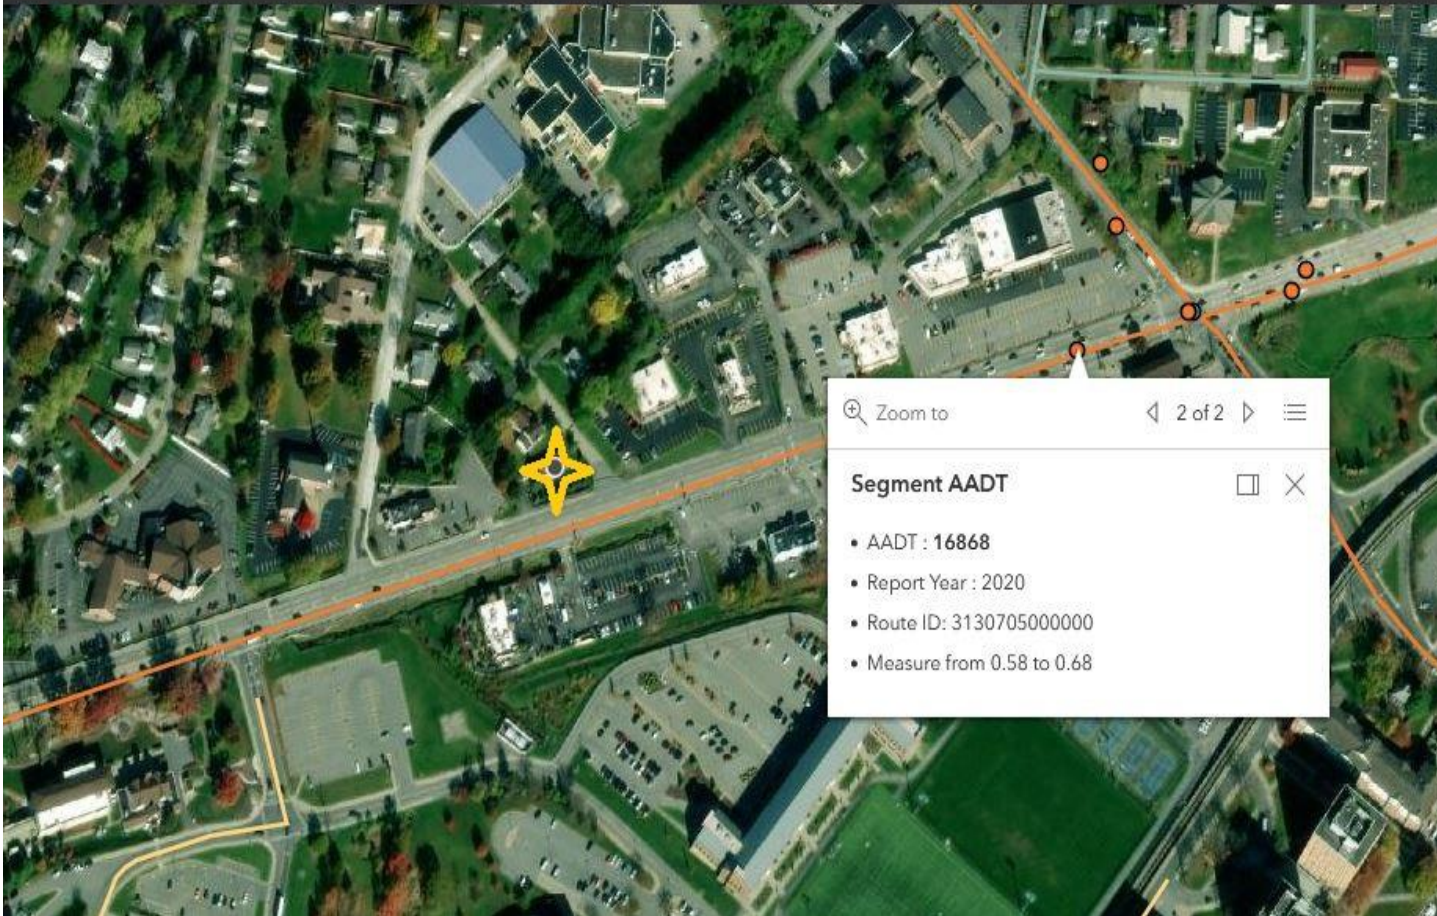 Zoom to
2 of 2
Segment AADT
• AADT : 16868
• Report Year : 2020
• Route ID: 3130705000000
• Measure from 0.58 to 0.68